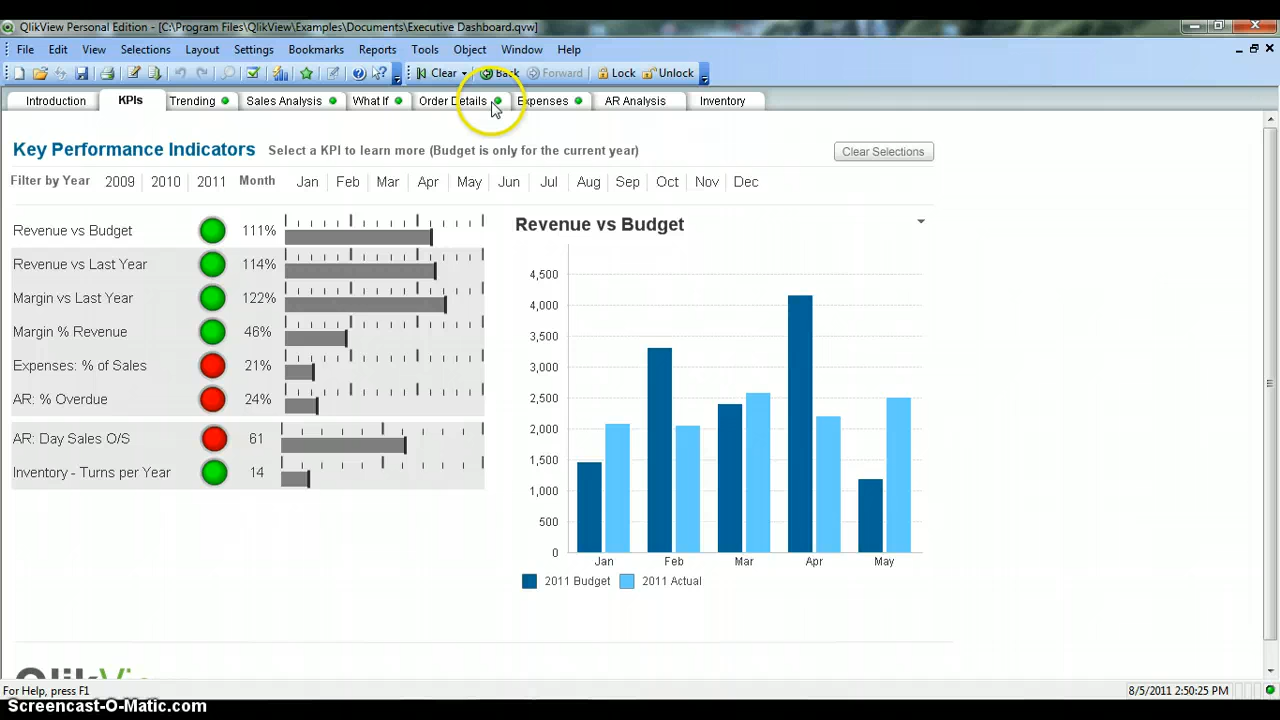 QlikView Personal Edition - [C:\Program Files\QlikView\Examples\Documents\Executive Dashboard.qvw]
File Edit View Selections Layout Settings Bookmarks Reports Tools Object Window Help
Clear Back Forward Lock Unlock
Introduction KPIs Trending Sales Analysis What If Order Details Expenses AR Analysis Inventory
Key Performance Indicators Select a KPI to learn more (Budget is only for the current year) Clear Selections
Filter by Year 2009 2010 2011 Month Jan Feb Mar Apr May Jun Jul Aug Sep Oct Nov Dec
Revenue vs Budget 111%
Revenue vs Last Year 114%
Margin vs Last Year 122%
Margin % Revenue 46%
Expenses: % of Sales 21%
AR: % Overdue 24%
AR: Day Sales O/S 61
Inventory - Turns per Year 14
Revenue vs Budget
4,500
4,000
3,500
3,000
2,500
2,000
1,500
1,000
500
0
Jan Feb Mar Apr May
2011 Budget 2011 Actual
QlikView
For Help, press F1 8/5/2011 2:50:25 PM
Screencast-O-Matic.com